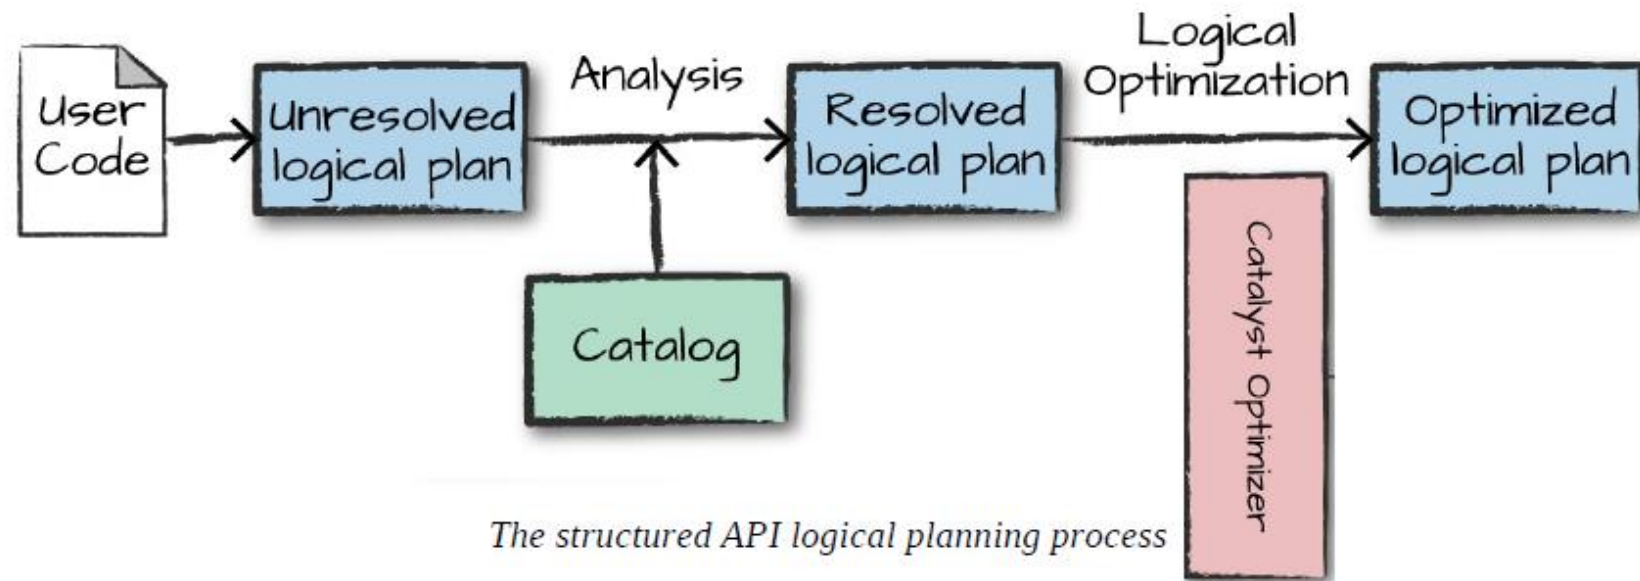 User
Code
Unresolved
logical plan
Analysis
Catalog
Resolved
logical plan
Logical
Optimization
Optimized
logical plan
Catalyst Optimizer
The structured API logical planning process